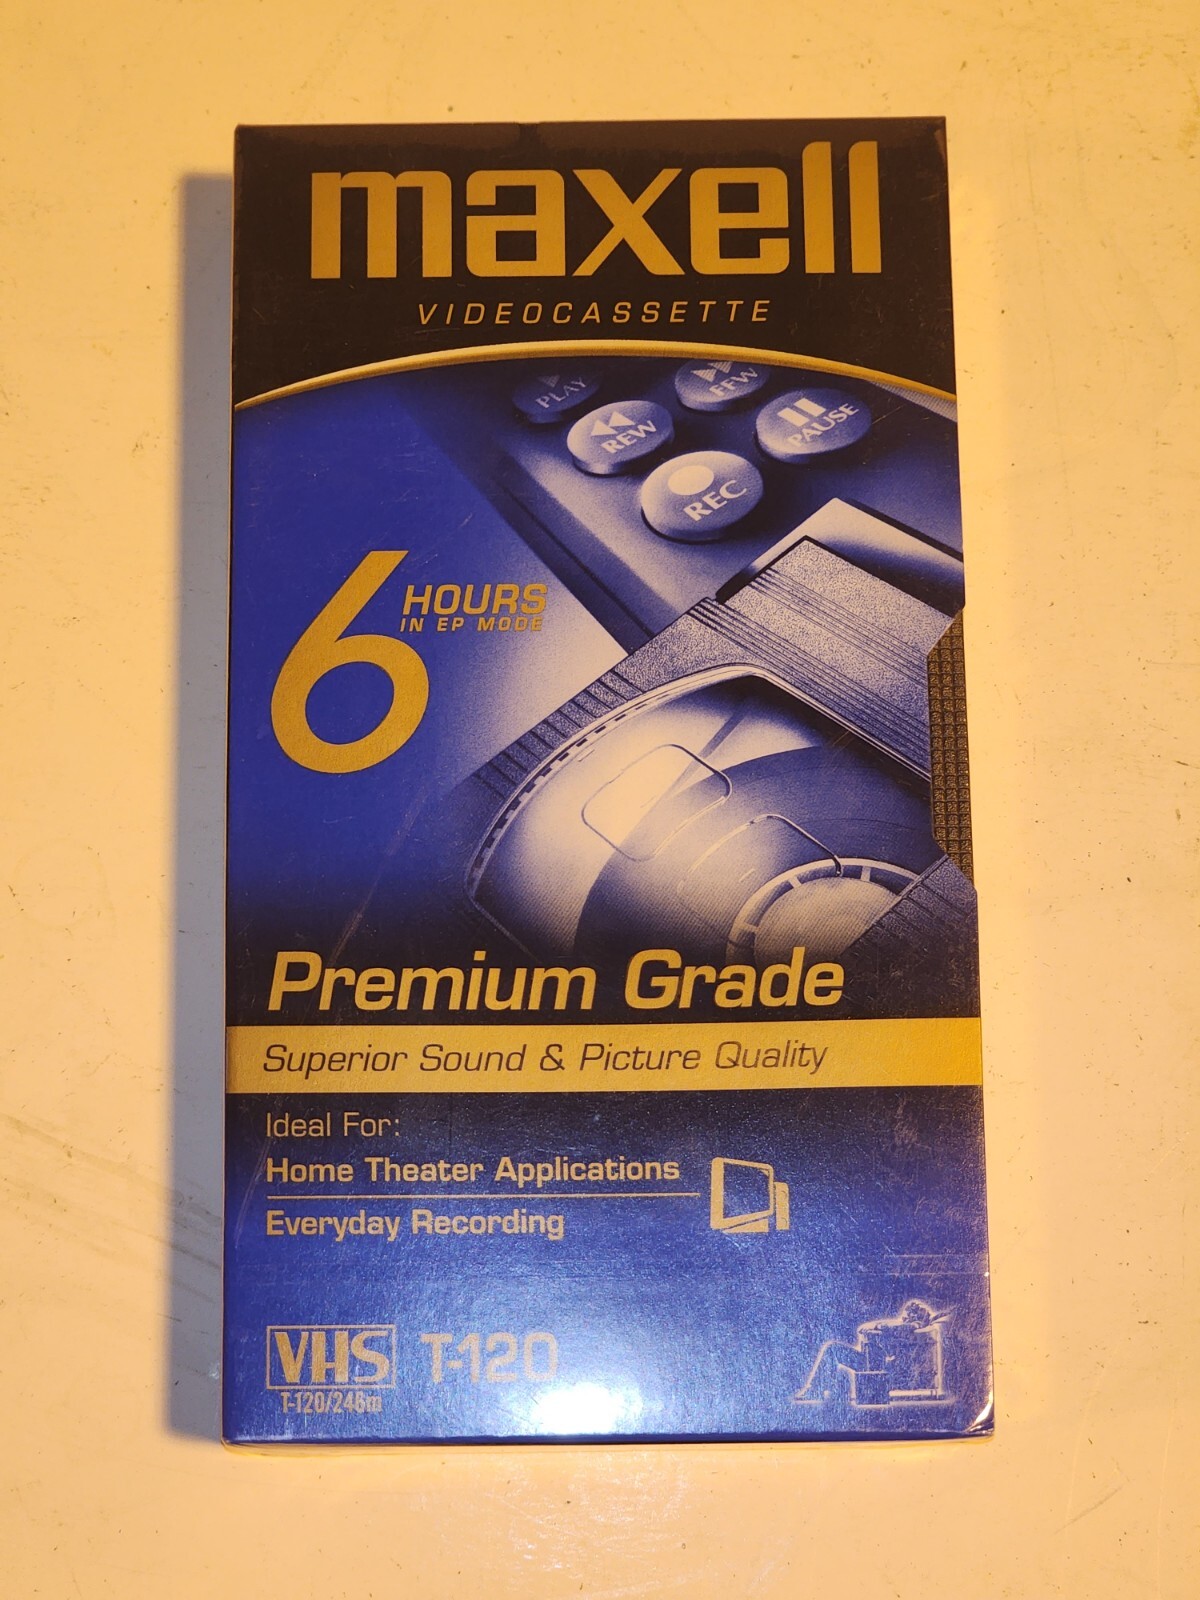 maxell
VIDEOCASSETTE
PLAY
FFW
REW
PAUSE
REC
6 HOURS
IN EP MODE
Premium Grade
Superior Sound & Picture Quality
Ideal For:
Home Theater Applications
Everyday Recording
VHS T-120
T-120/246m